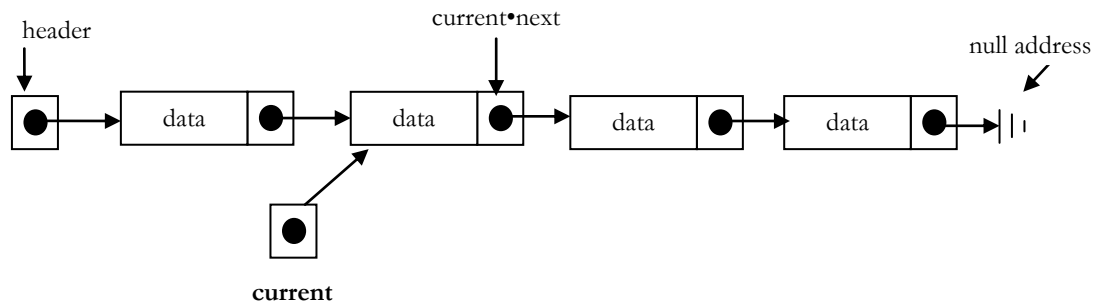 current•next
header
null address
data
data
data
data
current